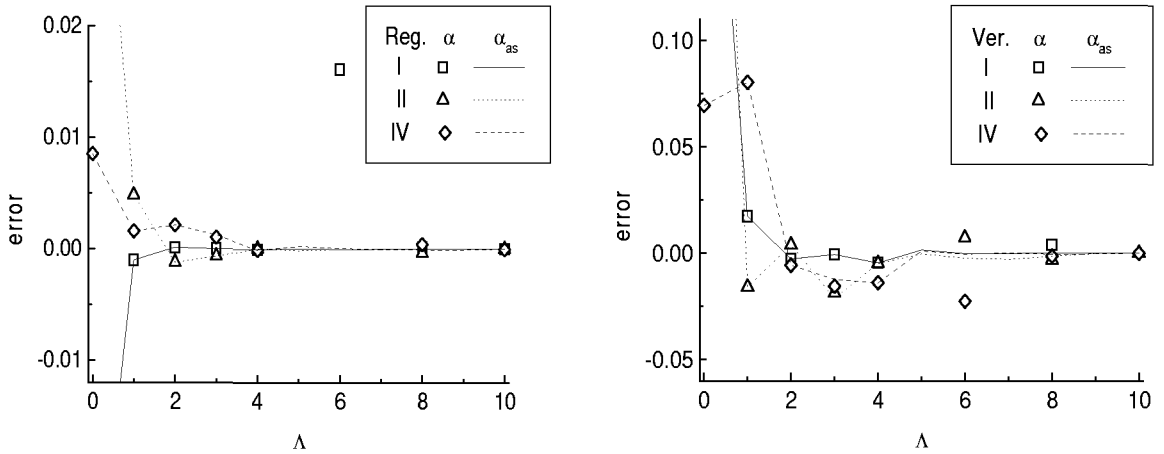 0.02
0.01
0.00
-0.01
error
0 2 4 6 8 10
Λ
Reg. α α_as
I
II
IV
0.10
0.05
0.00
-0.05
error
0 2 4 6 8 10
Λ
Ver. α α_as
I
II
IV